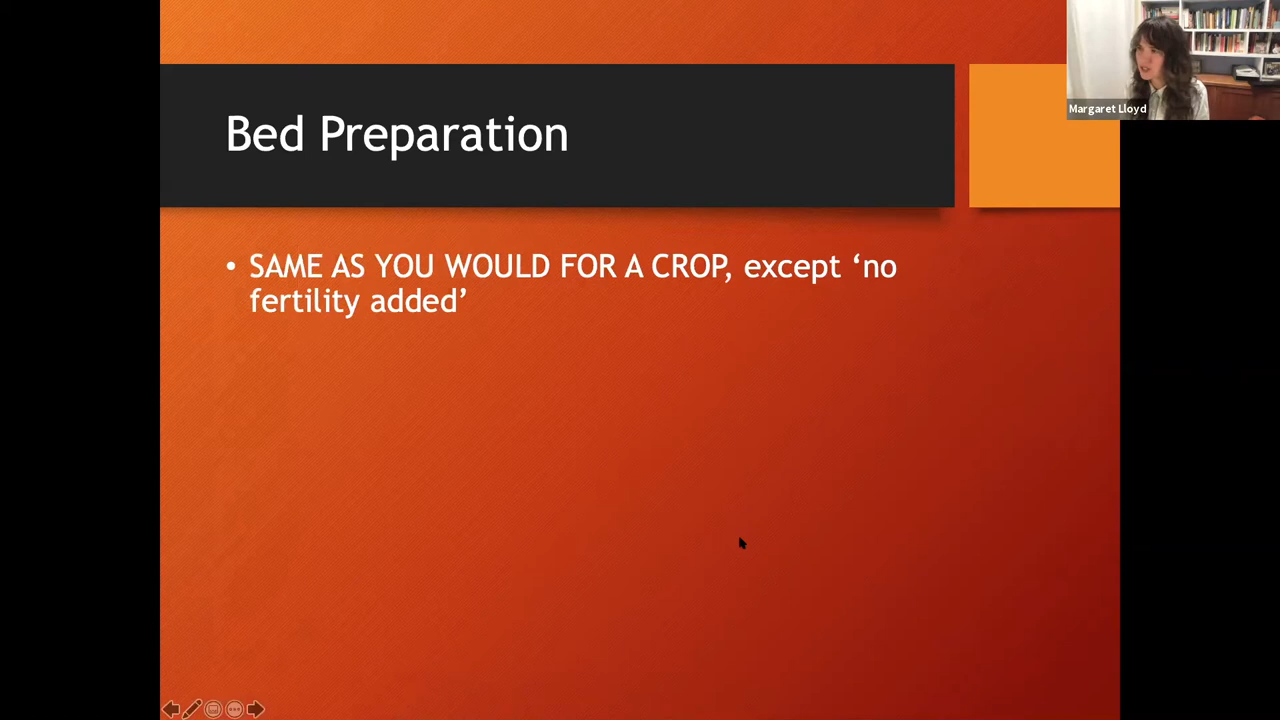 Margaret Lloyd
Bed Preparation
• SAME AS YOU WOULD FOR A CROP, except ‘no
fertility added’